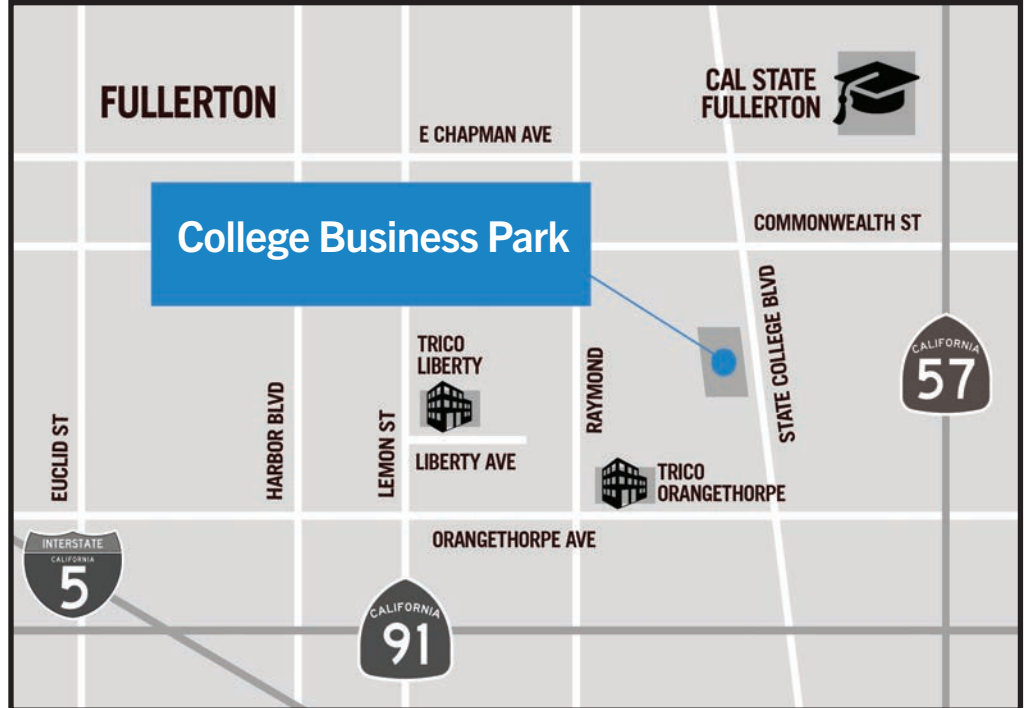 FULLERTON
CAL STATE
FULLERTON
E CHAPMAN AVE
College Business Park
COMMONWEALTH ST
TRICO
LIBERTY
RAYMOND
STATE COLLEGE BLVD
CALIFORNIA
57
EUCLID ST
HARBOR BLVD
LEMON ST
LIBERTY AVE
TRICO
ORANGETHORPE
ORANGETHORPE AVE
INTERSTATE
CALIFORNIA
5
CALIFORNIA
91